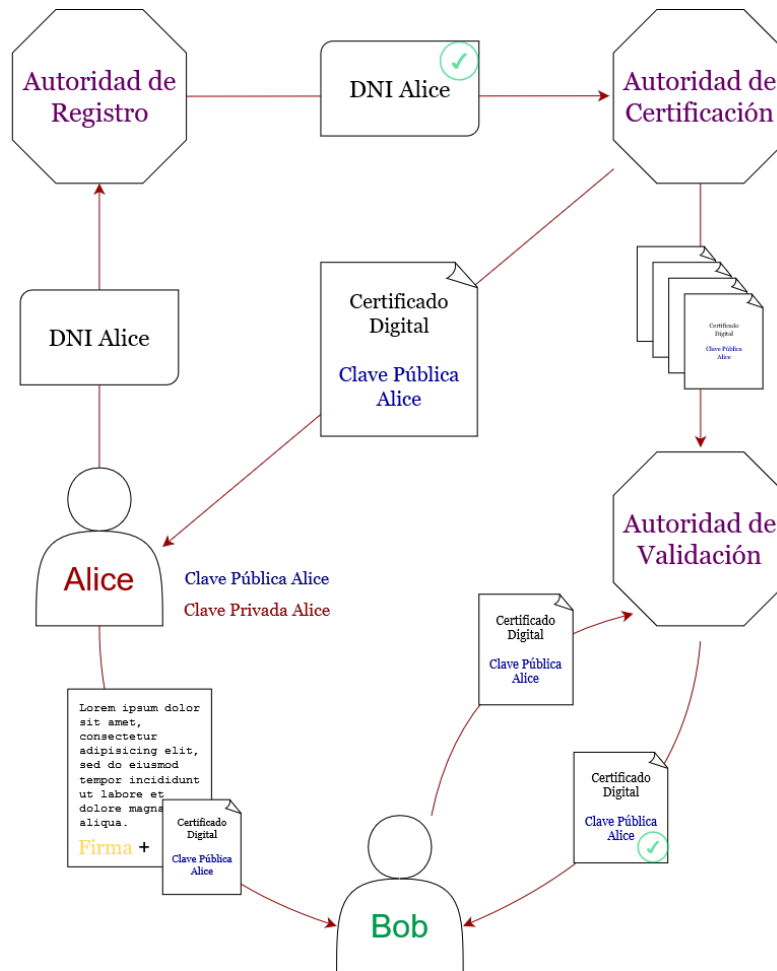 Autoridad de
Registro
DNI Alice
Autoridad de
Certificación
DNI Alice
Certificado
Digital
Clave Pública
Alice
Certificado
Digital
Clave Pública
Alice
Alice
Clave Pública Alice
Clave Privada Alice
Autoridad de
Validación
Certificado
Digital
Clave Pública
Alice
Lorem ipsum dolor
sit amet,
consectetur
adipisicing elit,
sed do eiusmod
tempor incididunt
ut labore et
dolore magna
aliqua.
Firma +
Certificado
Digital
Clave Pública
Alice
Certificado
Digital
Clave Pública
Alice
Bob